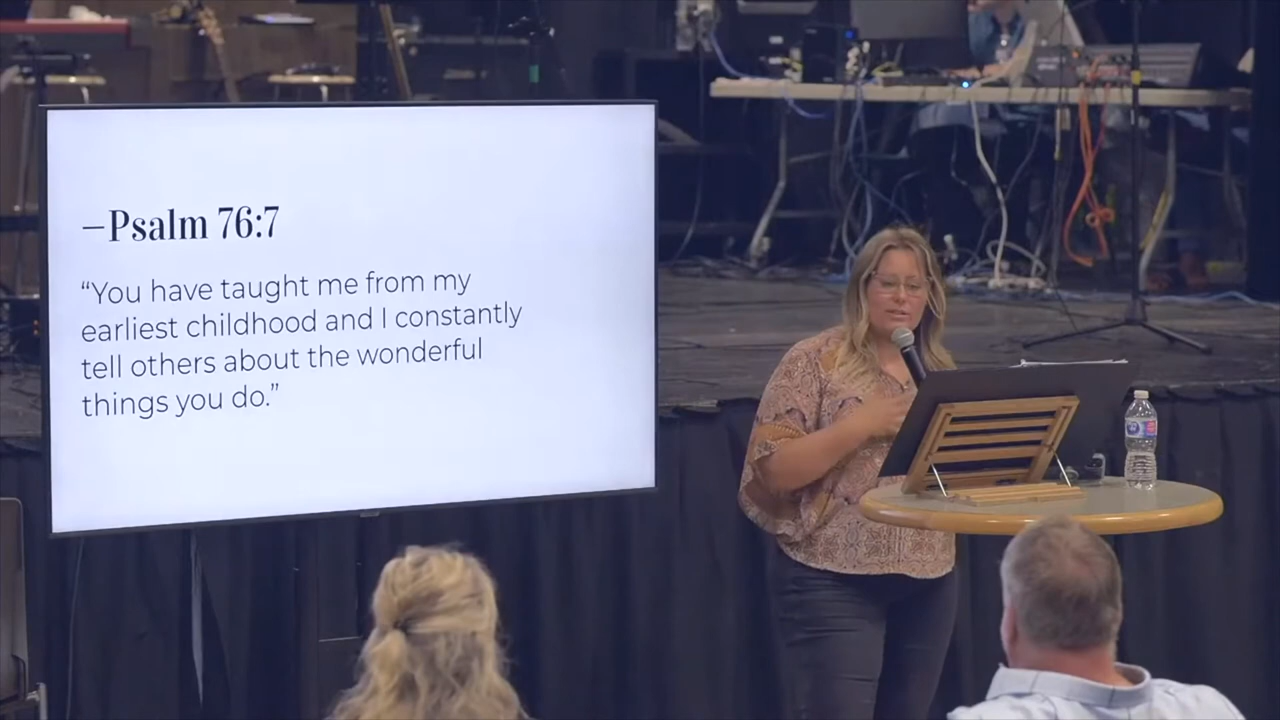 –Psalm 76:7
“You have taught me from my
earliest childhood and I constantly
tell others about the wonderful
things you do.”